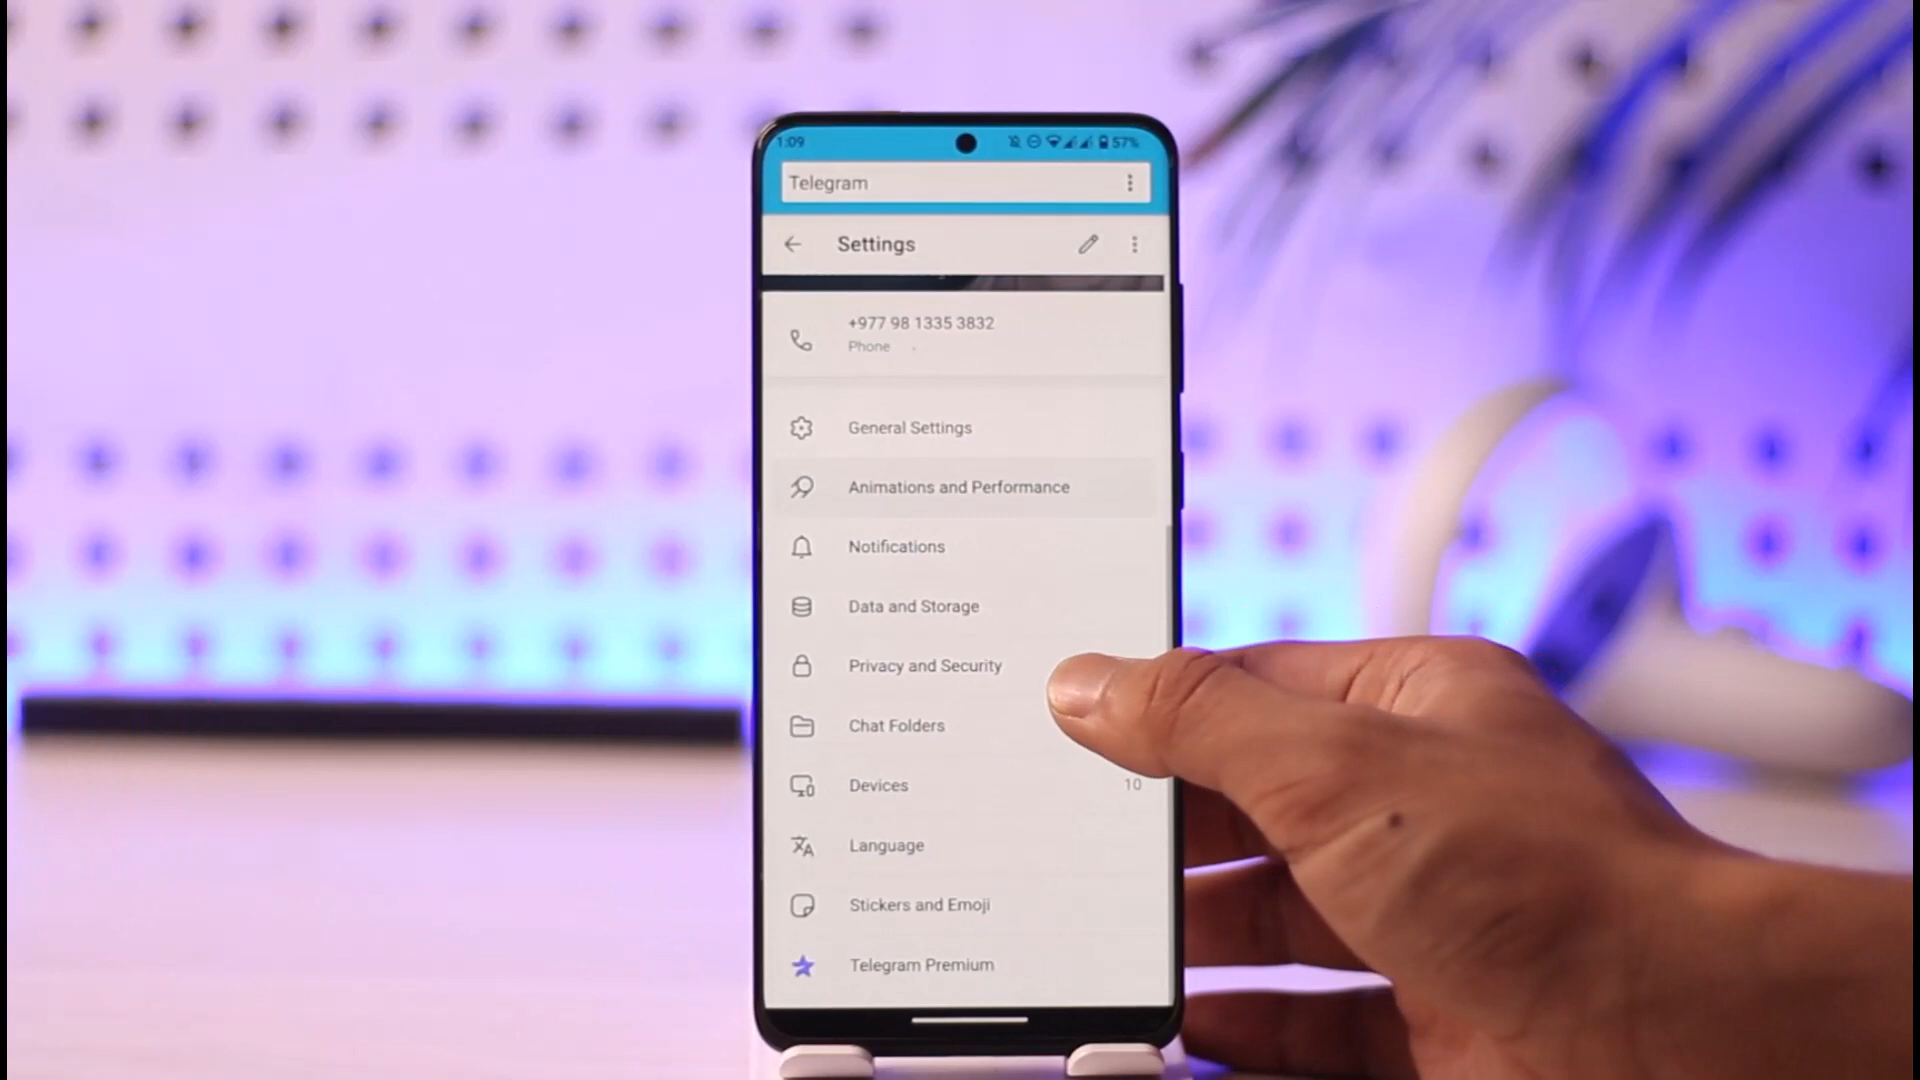 1:09
57%
Telegram
Settings
+977 98 1335 3832
Phone
General Settings
Animations and Performance
Notifications
Data and Storage
Privacy and Security
Chat Folders
Devices 10
Language
Stickers and Emoji
Telegram Premium